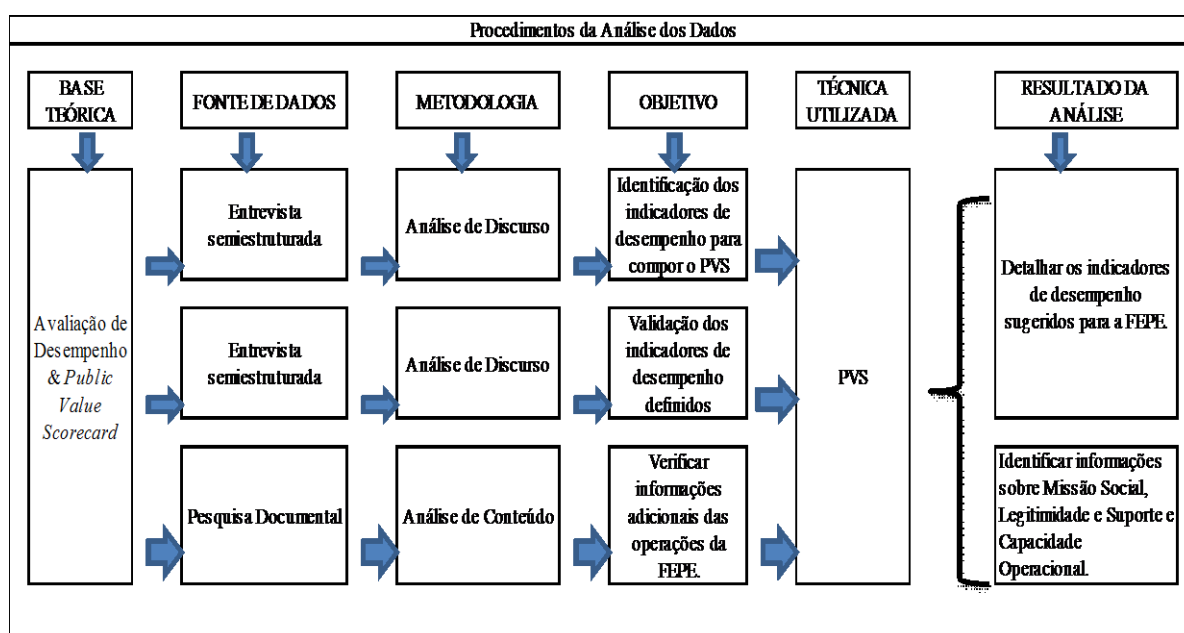 Procedimentos da Análise dos Dados
BASE
TEÓRICA
FONTE DE DADOS
METODOLOGIA
OBJETIVO
TÉCNICA
UTILIZADA
RESULTADO DA
ANÁLISE
Avaliação de
Desempenho
& Public
Value
Scorecard
Entrevista
semiestruturada
Análise de Discurso
Identificação dos
indicadores de
desempenho para
compor o PVS
Entrevista
semiestruturada
Análise de Discurso
Validação dos
indicadores de
desempenho
definidos
Pesquisa Documental
Análise de Conteúdo
Verificar
informações
adicionais das
operações da
FEPE.
PVS
Detalhar os indicadores
de desempenho
sugeridos para a FEPE.
Identificar informações
sobre Missão Social,
Legitimidade e Suporte e
Capacidade
Operacional.